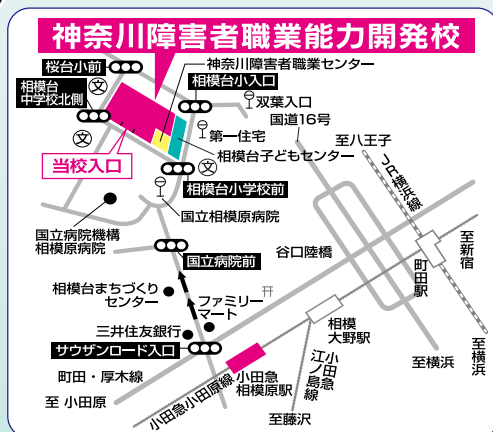 神奈川障害者職業能力開発校
桜台小前
神奈川障害者職業センター
相模台
中学校北側
文
相模台小入口
双葉入口
国道16号
第一住宅
至八王子
文
文
相模台子どもセンター
JR横浜線
当校入口
相模台小学校前
国立相模原病院
国立病院機構
相模原病院
谷口陸橋
至新宿
国立病院前
町田駅
相模台まちづくり
センター
ファミリー
マート
三井住友銀行
相模
大野駅
サウザンロード入口
小田急
江ノ島線
至横浜
至横浜
町田・厚木線
小田急
相模原駅
至 小田原
小田急小田原線
至藤沢